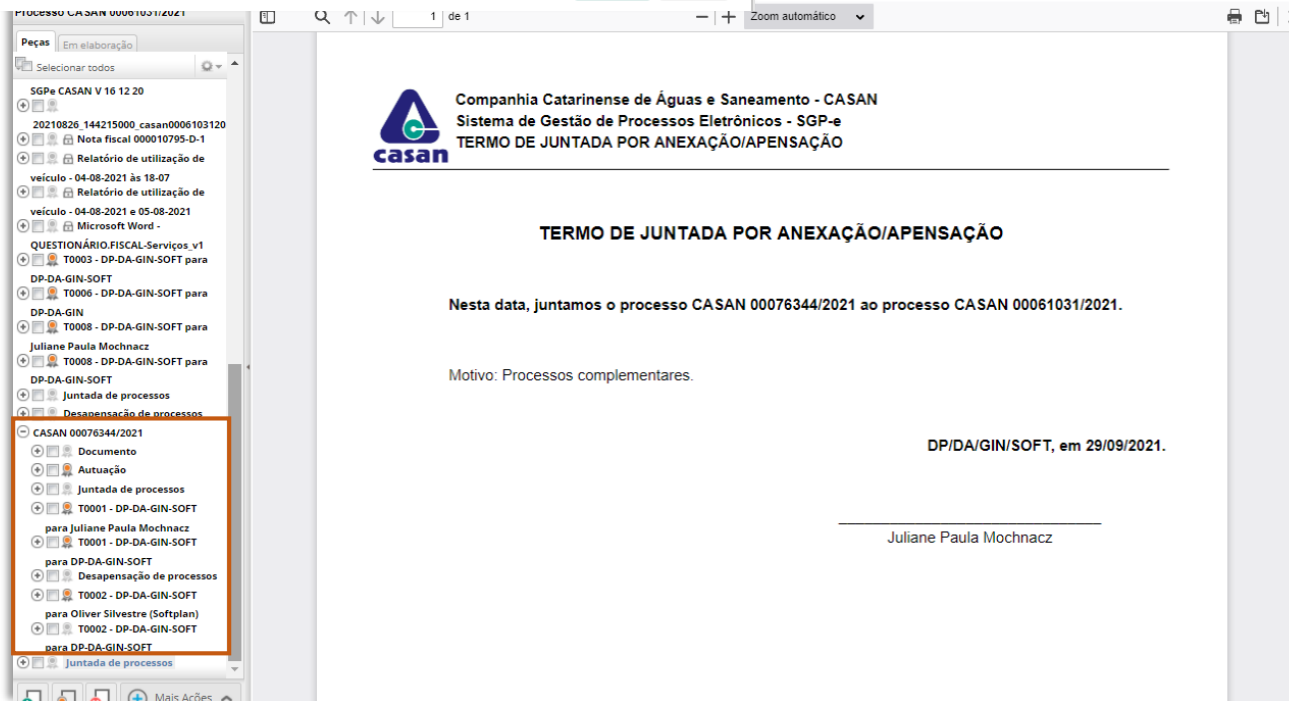 Processo CASAN 00061031/2021
Peças
Em elaboração
Selecionar todos
SGPe CASAN V 16 12 20
20210826_144215000_casan0006103120
Nota fiscal 000010795-D-1
Relatório de utilização de
veículo - 04-08-2021 às 18-07
Relatório de utilização de
veículo - 04-08-2021 e 05-08-2021
Microsoft Word -
QUESTIONÁRIO.FISCAL-Serviços_v1
T0003 - DP-DA-GIN-SOFT para
DP-DA-GIN-SOFT
T0006 - DP-DA-GIN-SOFT para
DP-DA-GIN
T0008 - DP-DA-GIN-SOFT para
Juliane Paula Mochnacz
T0008 - DP-DA-GIN-SOFT para
DP-DA-GIN-SOFT
Juntada de processos
Desapensação de processos
CASAN 00076344/2021
Documento
Autuação
Juntada de processos
T0001 - DP-DA-GIN-SOFT
para Juliane Paula Mochnacz
T0001 - DP-DA-GIN-SOFT
para DP-DA-GIN-SOFT
Desapensação de processos
T0002 - DP-DA-GIN-SOFT
para Oliver Silvestre (Softplan)
T0002 - DP-DA-GIN-SOFT
para DP-DA-GIN-SOFT
Juntada de processos
Mais Ações
1 de 1
Zoom automático
casan
Companhia Catarinense de Águas e Saneamento - CASAN
Sistema de Gestão de Processos Eletrônicos - SGP-e
TERMO DE JUNTADA POR ANEXAÇÃO/APENSAÇÃO
TERMO DE JUNTADA POR ANEXAÇÃO/APENSAÇÃO
Nesta data, juntamos o processo CASAN 00076344/2021 ao processo CASAN 00061031/2021.
Motivo: Processos complementares.
DP/DA/GIN/SOFT, em 29/09/2021.
Juliane Paula Mochnacz